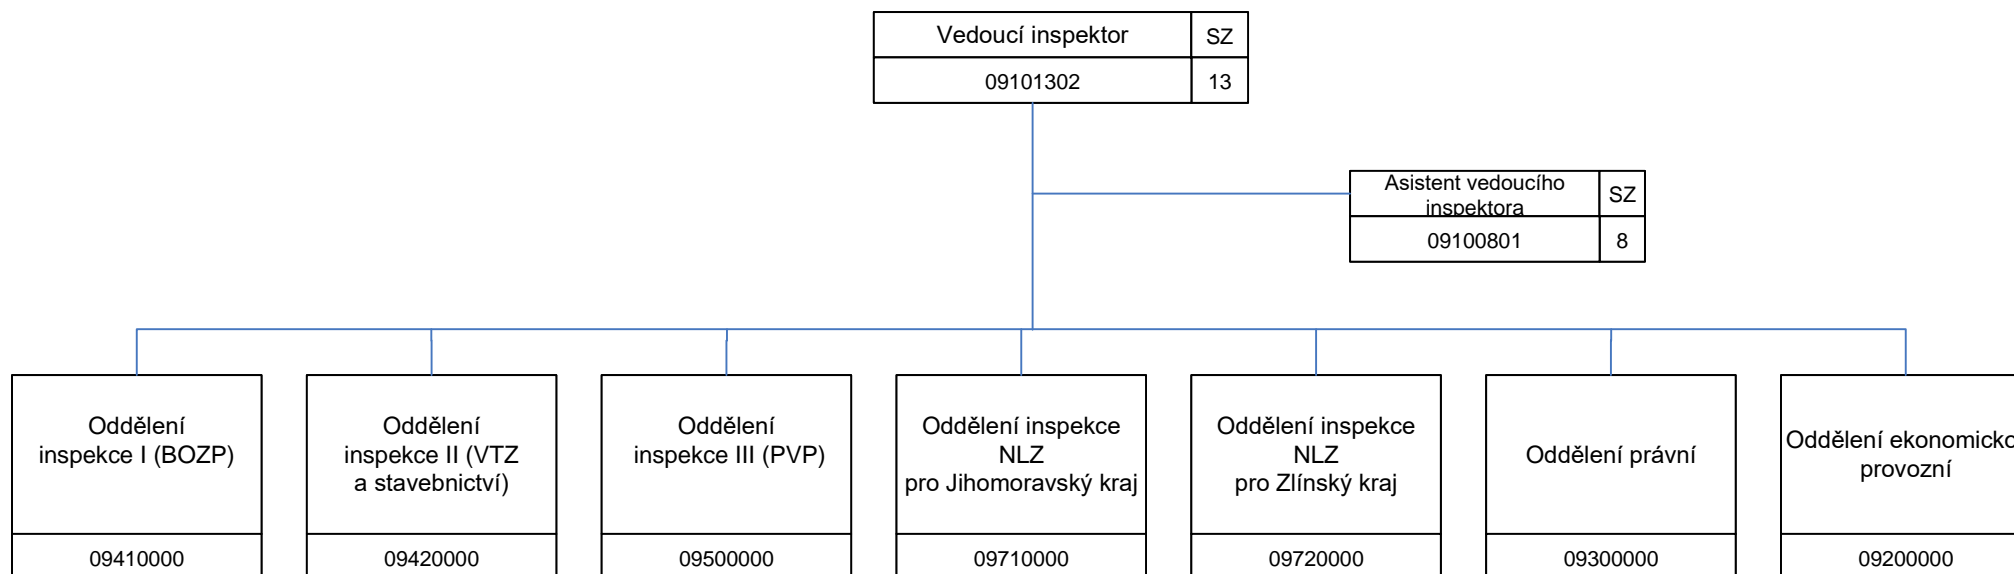 Vedoucí inspektor SZ
09101302 13
Asistent vedoucího
inspektora
SZ
09100801 8
Oddělení
inspekce I (BOZP)
09410000
Oddělení
inspekce II (VTZ
a stavebnictví)
09420000
Oddělení
inspekce III (PVP)
09500000
Oddělení inspekce
NLZ
pro Jihomoravský kraj
09710000
Oddělení inspekce
NLZ
pro Zlínský kraj
09720000
Oddělení právní
09300000
Oddělení ekonomicko
provozní
09200000